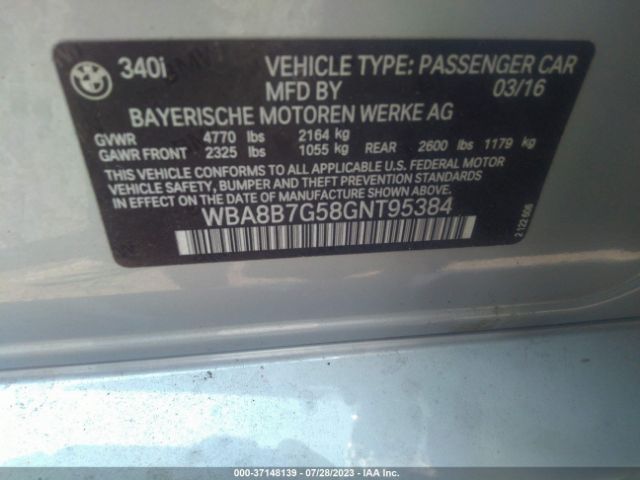 340i VEHICLE TYPE: PASSENGER CAR
MFD BY 03/16
BAYERISCHE MOTOREN WERKE AG
GVWR 4770 lbs 2164 kg
GAWR FRONT 2325 lbs 1055 kg REAR 2600 lbs 1179 kg
THIS VEHICLE CONFORMS TO ALL APPLICABLE U.S. FEDERAL MOTOR
VEHICLE SAFETY, BUMPER AND THEFT PREVENTION STANDARDS
IN EFFECT ON THE DATE OF MANUFACTURE SHOWN ABOVE.
WBA8B7G58GNT95384
2 122 606
000-37148139 - 07/28/2023 - IAA Inc.